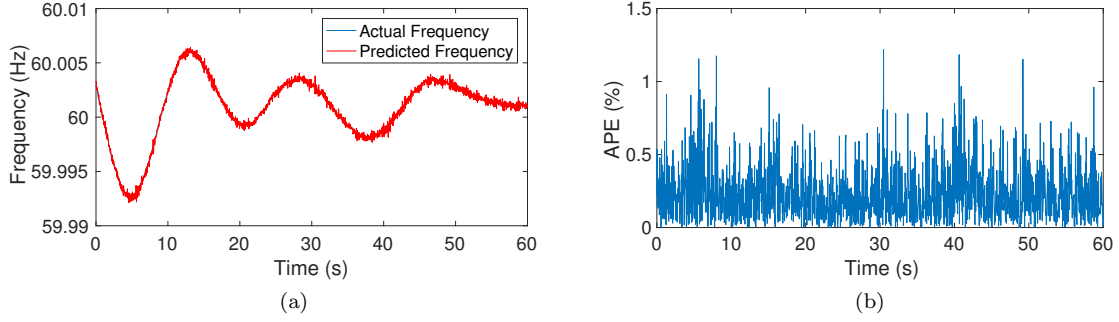 60.01
60.005
60
59.995
59.99
Frequency (Hz)
Actual Frequency
Predicted Frequency
0 10 20 30 40 50 60
Time (s)
(a)
1.5
1
0.5
0
APE (%)
0 10 20 30 40 50 60
Time (s)
(b)